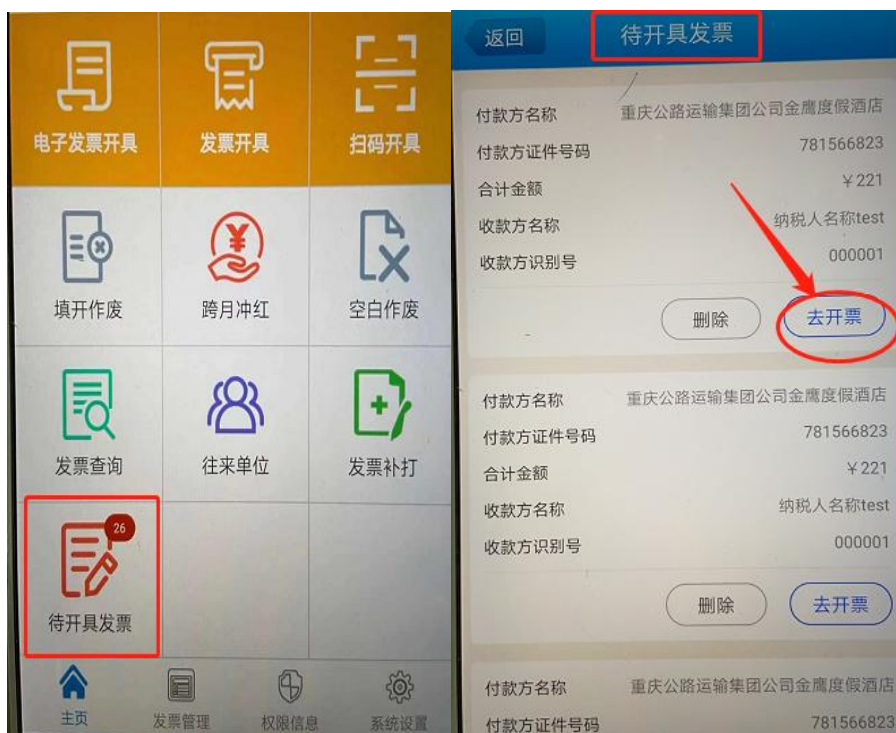 电子发票开具
发票开具
扫码开具
填开作废
跨月冲红
空白作废
发票查询
往来单位
发票补打
26
待开具发票
主页
发票管理
权限信息
系统设置
返回
待开具发票
付款方名称 重庆公路运输集团公司金鹰度假酒店
付款方证件号码 781566823
合计金额 ￥221
收款方名称 纳税人名称test
收款方识别号 000001
删除 去开票
付款方名称 重庆公路运输集团公司金鹰度假酒店
付款方证件号码 781566823
合计金额 ￥221
收款方名称 纳税人名称test
收款方识别号 000001
删除 去开票
付款方名称 重庆公路运输集团公司金鹰度假酒店
付款方证件号码 781566823